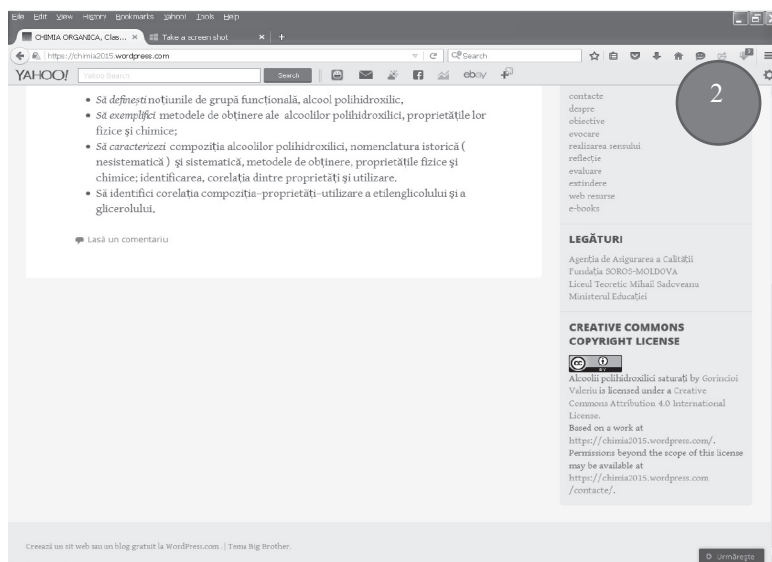 File Edit View History Bookmarks Yahoo! Tools Help
CHIMIA ORGANICA, Clas... × Take a screen shot × +
https://chimia2015.wordpress.com Search
YAHOO! Yahoo Search Search ebay
2
• Să definești noțiunile de grupă funcțională, alcool polihidroxilic,
• Să exemplifici metodele de obținere ale alcoolilor polihidroxilici, proprietățile lor
fizice și chimice;
• Să caracterizezi compoziția alcoolilor polihidroxilici, nomenclatura istorică (
nesistematică ) și sistematică, metodele de obținere, proprietățile fizice și
chimice; identificarea, corelația dintre proprietăți și utilizare.
• Să identifici corelația compoziția-proprietăți-utilizare a etilenglicolului și a
glicerolului.
Lasă un comentariu
contacte
despre
obiective
evocare
realizarea sensului
reflecție
evaluare
extindere
web resurse
e-books
LEGĂTURI
Agenția de Asigurarea a Calității
Fundația SOROS-MOLDOVA
Liceul Teoretic Mihail Sadoveanu
Ministerul Educației
CREATIVE COMMONS
COPYRIGHT LICENSE
cc BY
Alcoolii polihidroxilici saturați by Gorincioi
Valeriu is licensed under a Creative
Commons Attribution 4.0 International
License.
Based on a work at
https://chimia2015.wordpress.com/.
Permissions beyond the scope of this license
may be available at
https://chimia2015.wordpress.com
/contacte/.
Creează un sit web sau un blog gratuit la WordPress.com. | Tema Big Brother.
Urmărește